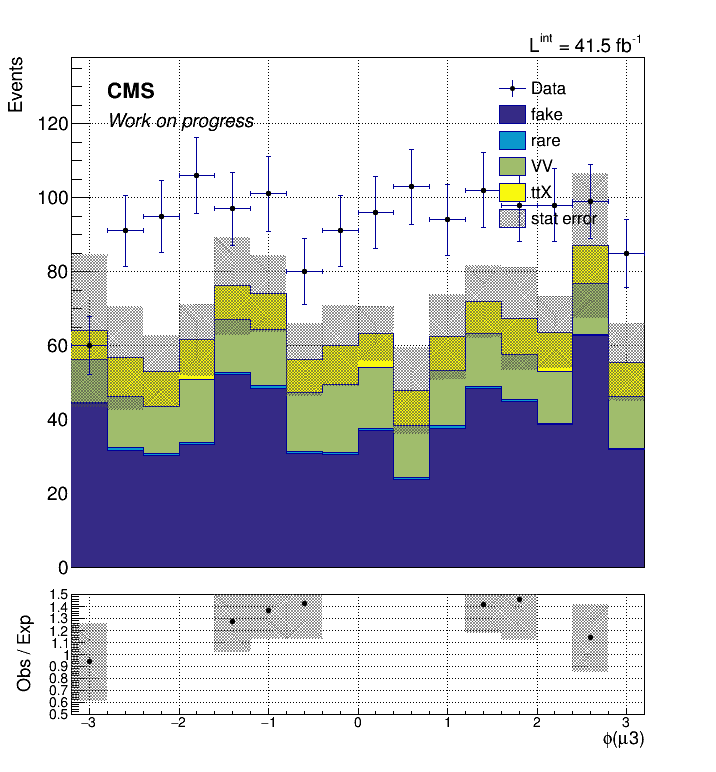 L^int = 41.5 fb^-1
Events
CMS
Work on progress
Data
fake
rare
VV
ttX
stat error
120
100
80
60
40
20
0
Obs / Exp
1.5
1.4
1.3
1.2
1.1
1
0.9
0.8
0.7
0.6
0.5
−3 −2 −1 0 1 2 3
ϕ(μ3)